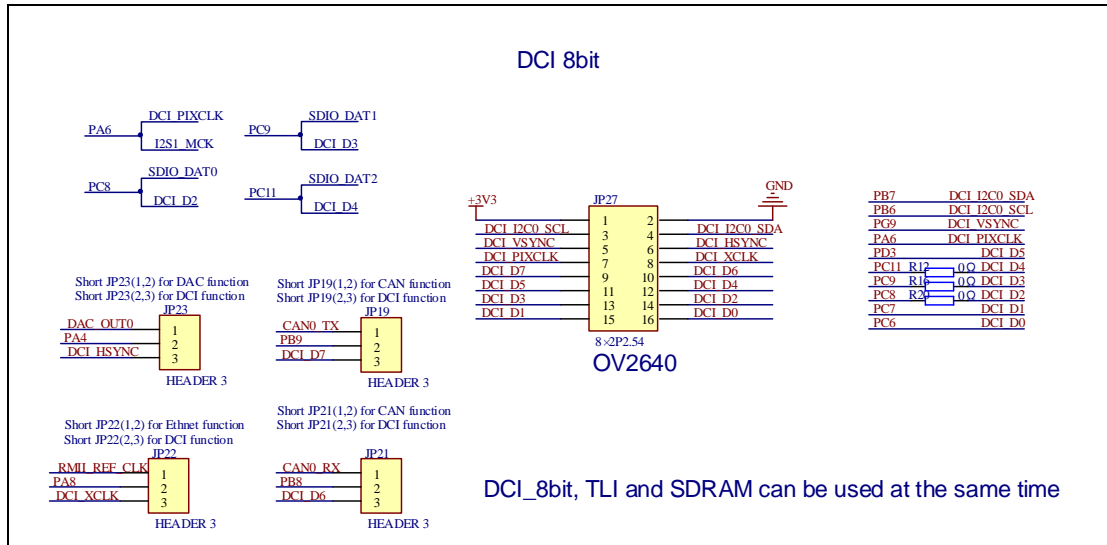 DCI 8bit
DCI_PIXCLK
PA6
I2S1_MCK
SDIO_DAT1
PC9
DCI_D3
SDIO_DAT0
PC8
DCI_D2
SDIO_DAT2
PC11
DCI_D4
Short JP23(1,2) for DAC function
Short JP23(2,3) for DCI function
JP23
DAC_OUT0 1
PA4 2
DCI_HSYNC 3
HEADER 3
Short JP19(1,2) for CAN function
Short JP19(2,3) for DCI function
JP19
CAN0_TX 1
PB9 2
DCI_D7 3
HEADER 3
Short JP22(1,2) for Ethnet function
Short JP22(2,3) for DCI function
JP22
RMII_REF_CLK 1
PA8 2
DCI_XCLK 3
HEADER 3
Short JP21(1,2) for CAN function
Short JP21(2,3) for DCI function
JP21
CAN0_RX 1
PB8 2
DCI_D6 3
HEADER 3
+3V3 JP27 GND
1 2
DCI_I2C0_SCL 3 4 DCI_I2C0_SDA
DCI_VSYNC 5 6 DCI_HSYNC
DCI_PIXCLK 7 8 DCI_XCLK
DCI_D7 9 10 DCI_D6
DCI_D5 11 12 DCI_D4
DCI_D3 13 14 DCI_D2
DCI_D1 15 16 DCI_D0
8×2P2.54
OV2640
PB7 DCI_I2C0_SDA
PB6 DCI_I2C0_SCL
PG9 DCI_VSYNC
PA6 DCI_PIXCLK
PD3 DCI_D5
PC11 R12 0Ω DCI_D4
PC9 R16 0Ω DCI_D3
PC8 R20 0Ω DCI_D2
PC7 DCI_D1
PC6 DCI_D0
DCI_8bit, TLI and SDRAM can be used at the same time